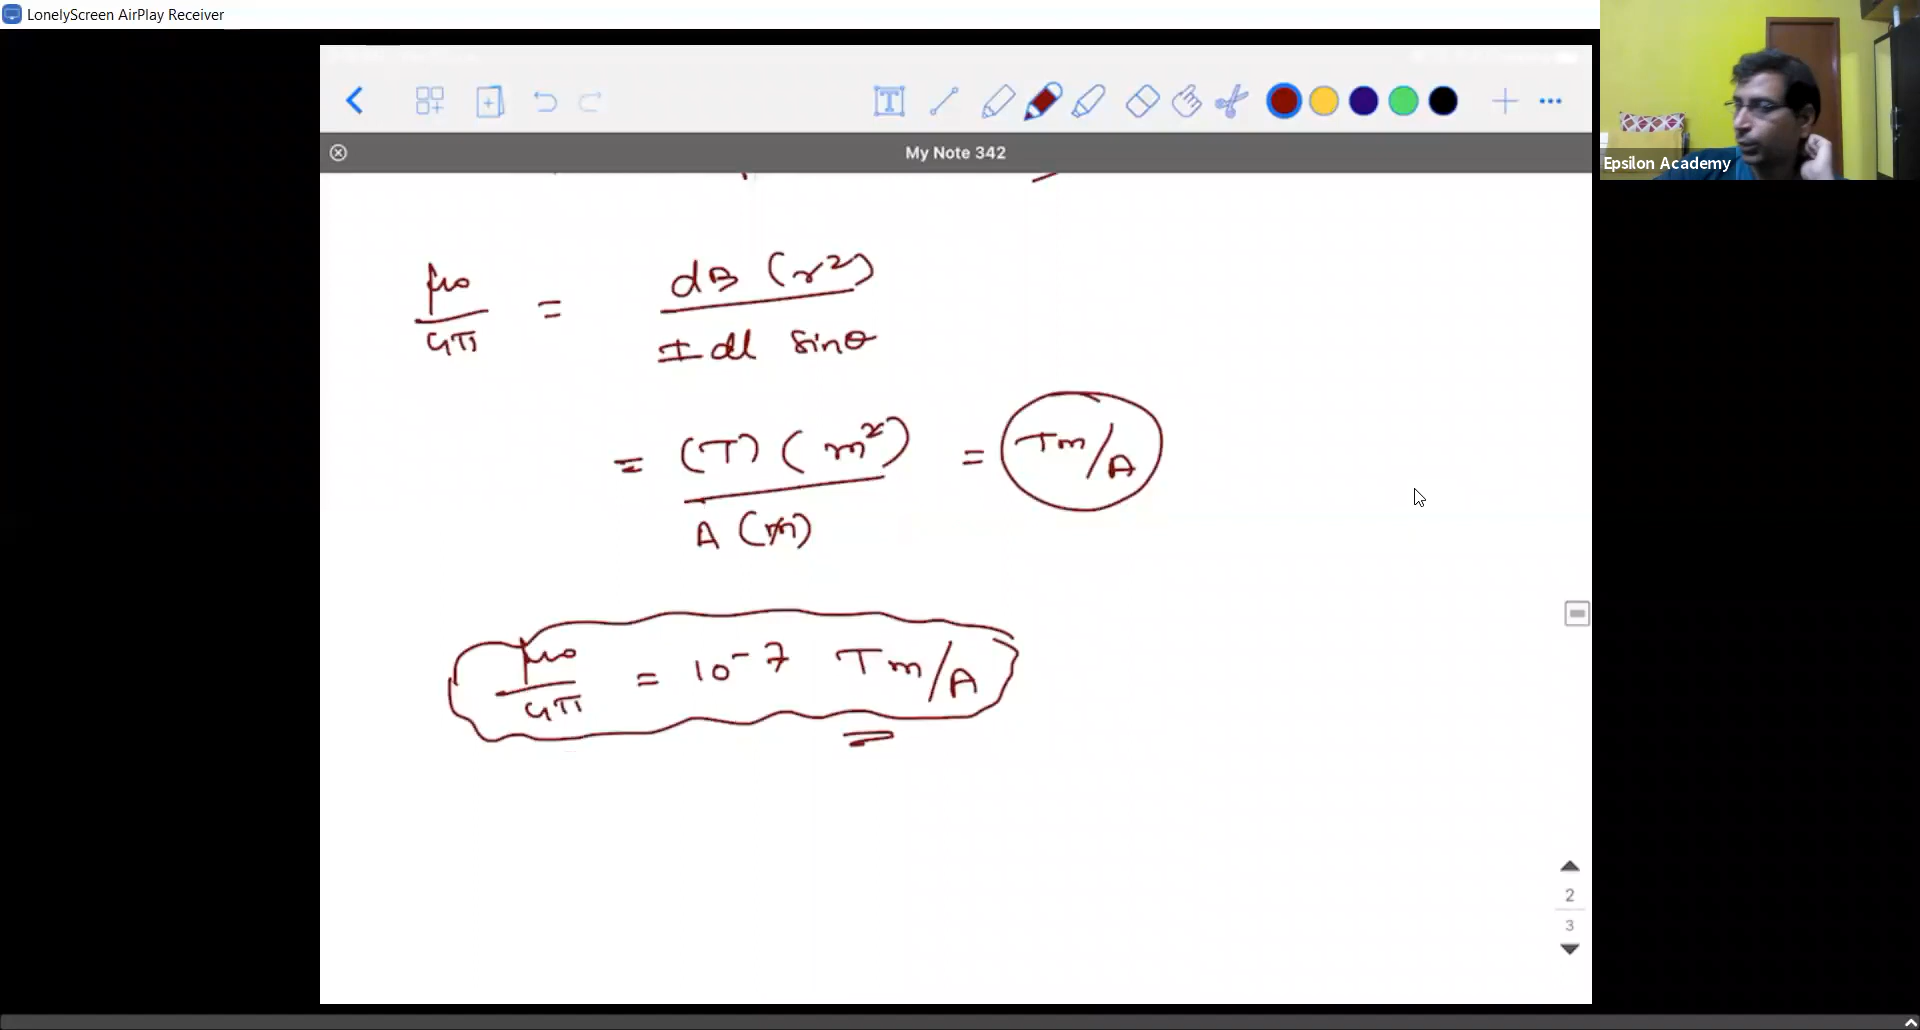 LonelyScreen AirPlay Receiver
My Note 342
Epsilon Academy
μ₀/4π = dB (r²) / I dl sinθ
= (T) (m²) / A (m) = Tm/A
μ₀/4π = 10⁻⁷ Tm/A
2
3